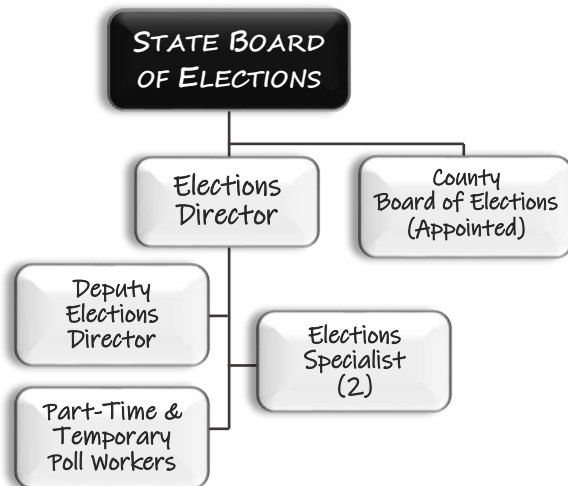 STATE BOARD
OF ELECTIONS
Elections
Director
County
Board of Elections
(Appointed)
Deputy
Elections
Director
Elections
Specialist
(2)
Part-Time &
Temporary
Poll Workers